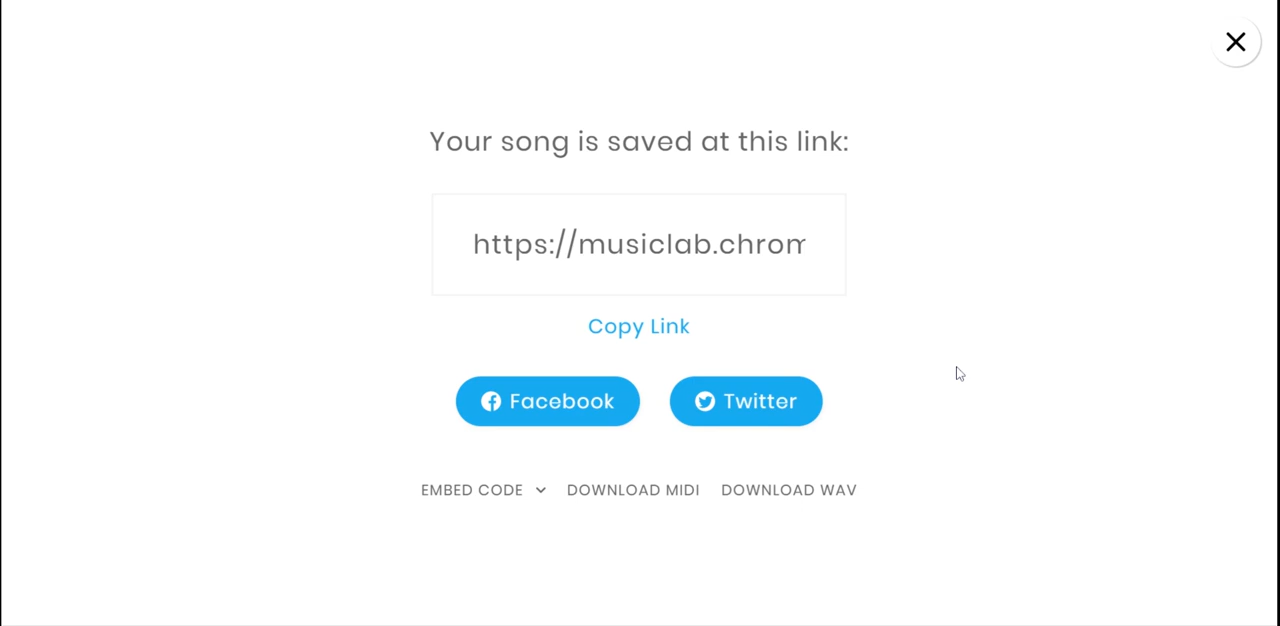 Your song is saved at this link:
https://musiclab.chrom
Copy Link
Facebook
Twitter
EMBED CODE
DOWNLOAD MIDI
DOWNLOAD WAV